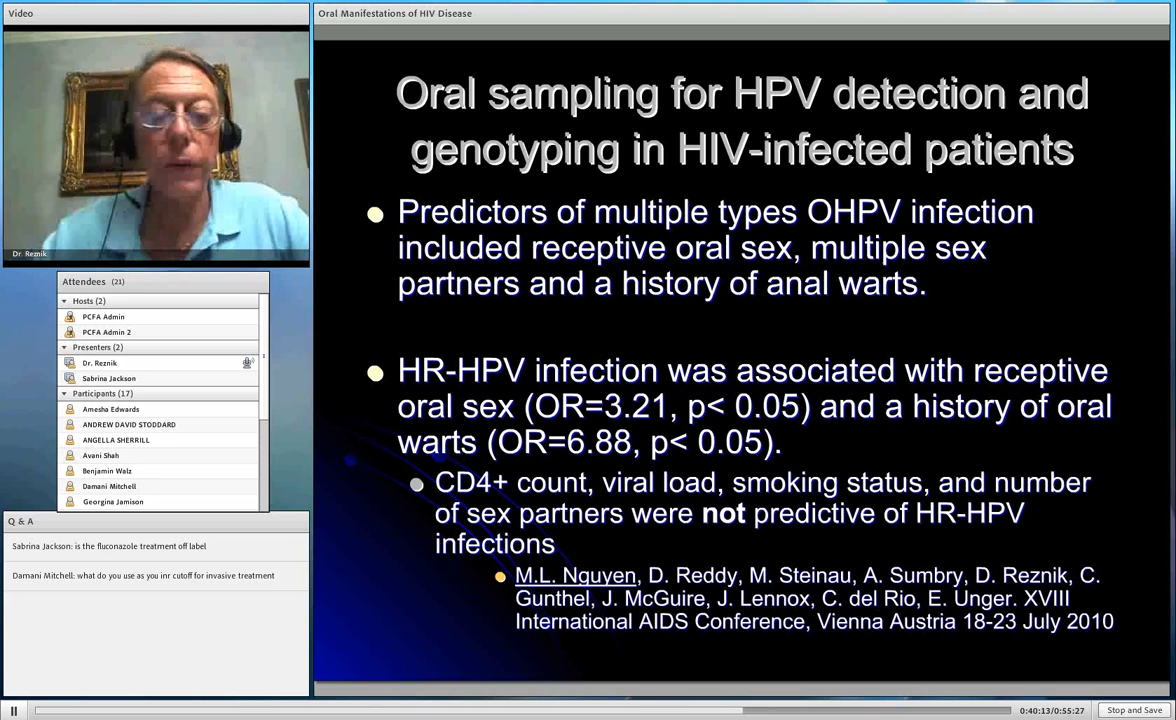 Video
Dr. Reznik
Attendees (21)
Hosts (2)
PCFA Admin
PCFA Admin 2
Presenters (2)
Dr. Reznik
Sabrina Jackson
Participants (17)
Amesha Edwards
ANDREW DAVID STODDARD
ANGELLA SHERRILL
Avani Shah
Benjamin Walz
Damani Mitchell
Georgina Jamison
Q & A
Sabrina Jackson: is the fluconazole treatment off label
Damani Mitchell: what do you use as you inr cutoff for invasive treatment
Oral Manifestations of HIV Disease
Oral sampling for HPV detection and
genotyping in HIV-infected patients
Predictors of multiple types OHPV infection
included receptive oral sex, multiple sex
partners and a history of anal warts.
HR-HPV infection was associated with receptive
oral sex (OR=3.21, p< 0.05) and a history of oral
warts (OR=6.88, p< 0.05).
CD4+ count, viral load, smoking status, and number
of sex partners were not predictive of HR-HPV
infections
M.L. Nguyen, D. Reddy, M. Steinau, A. Sumbry, D. Reznik, C.
Gunthel, J. McGuire, J. Lennox, C. del Rio, E. Unger. XVIII
International AIDS Conference, Vienna Austria 18-23 July 2010
0:40:13/0:55:27
Stop and Save